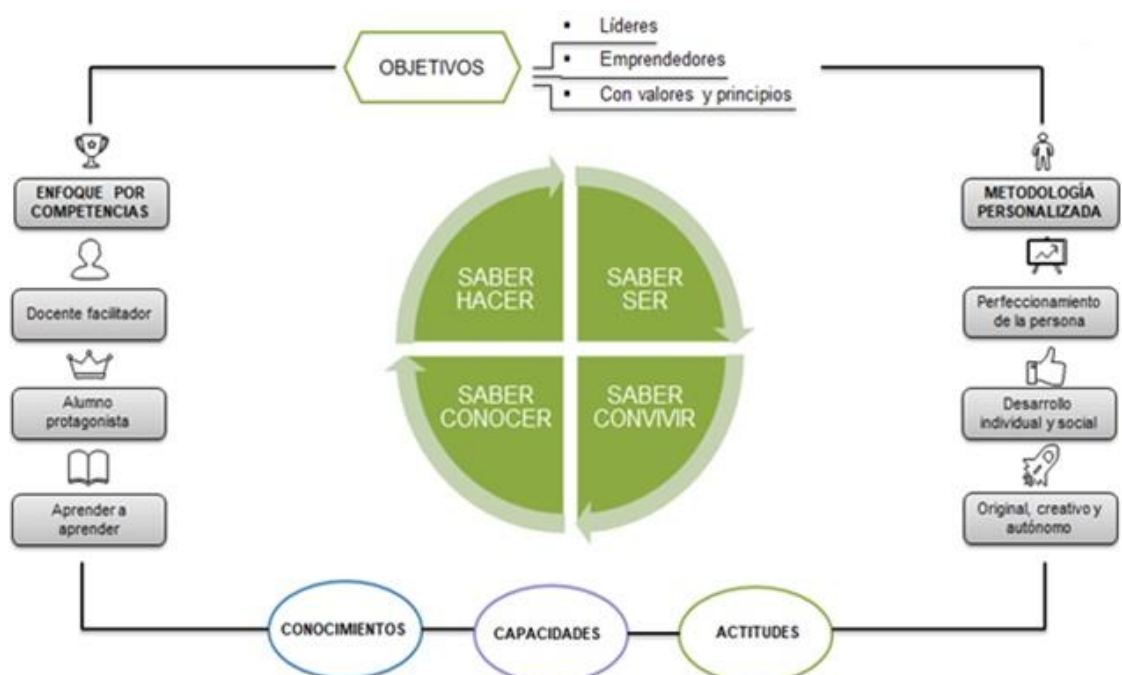 OBJETIVOS
▪ Líderes
▪ Emprendedores
▪ Con valores y principios
ENFOQUE POR
COMPETENCIAS
Docente facilitador
Alumno
protagonista
Aprender a
aprender
SABER
HACER
SABER
SER
SABER
CONOCER
SABER
CONVIVIR
METODOLOGÍA
PERSONALIZADA
Perfeccionamiento
de la persona
Desarrollo
individual y social
Original, creativo y
autónomo
CONOCIMIENTOS
CAPACIDADES
ACTITUDES